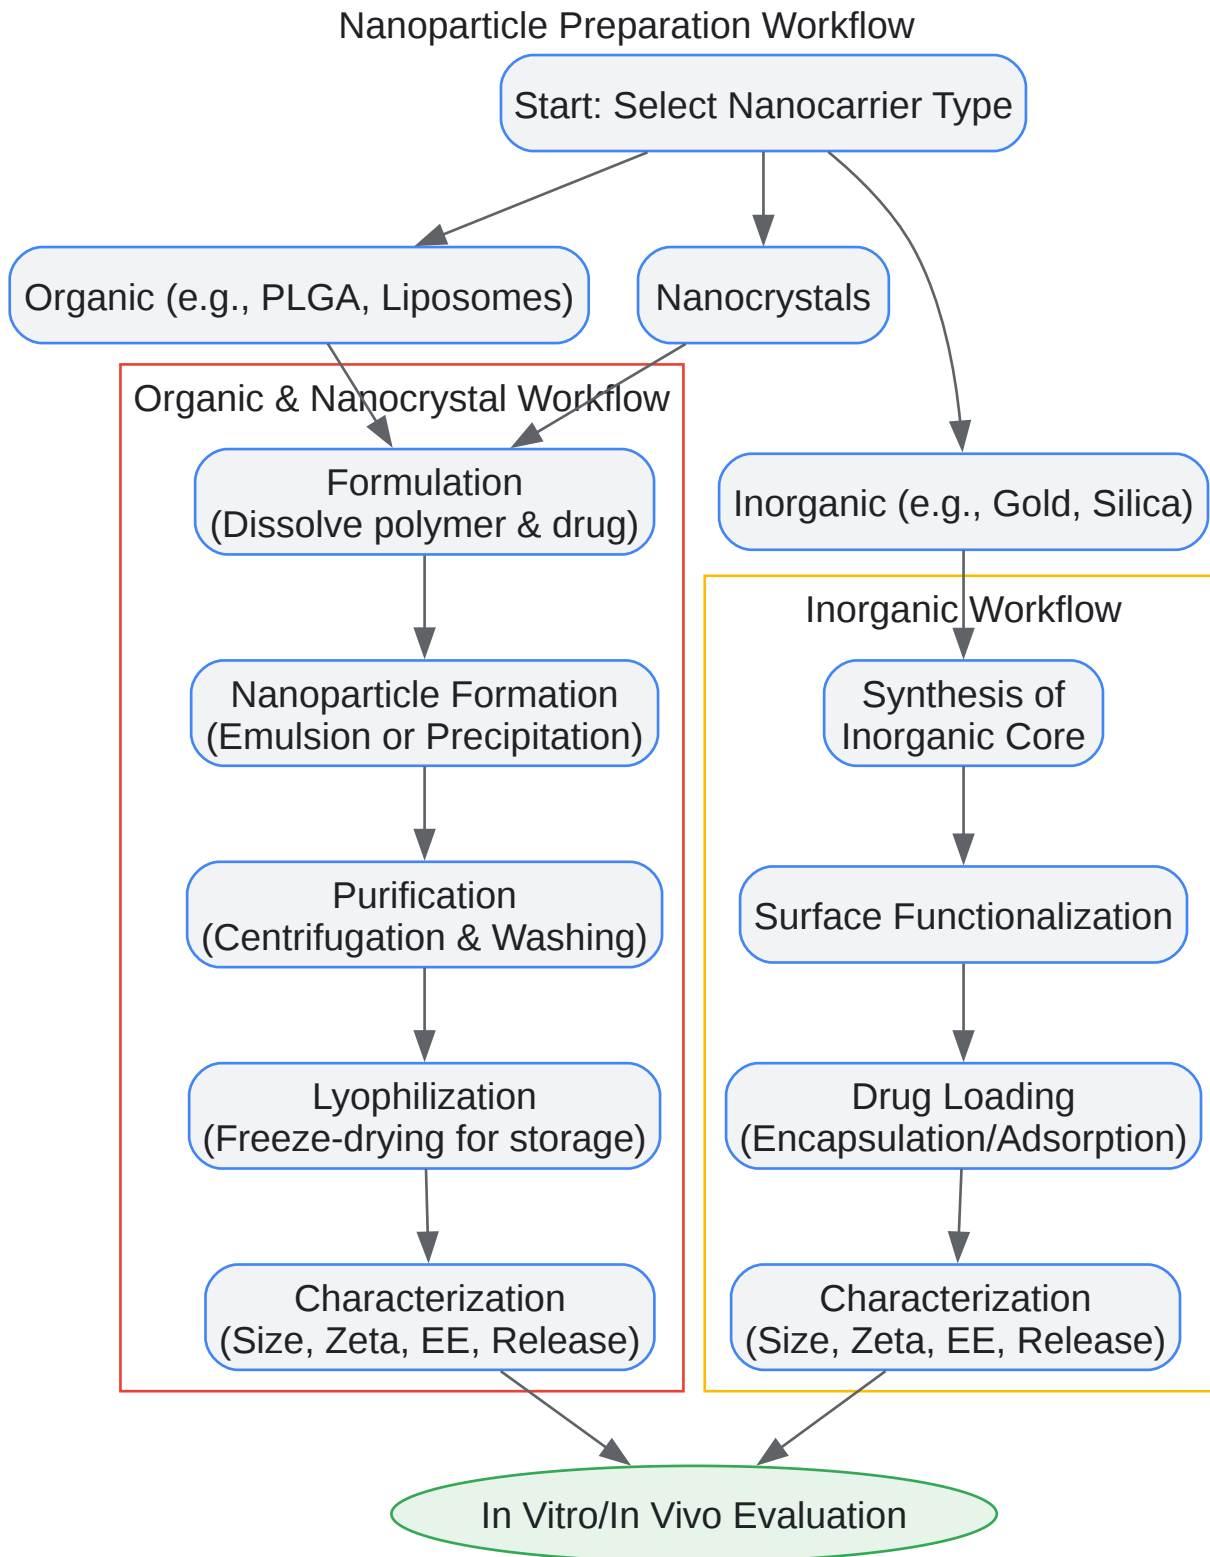 Nanoparticle Preparation Workflow
Start: Select Nanocarrier Type
Organic (e.g., PLGA, Liposomes)
Nanocrystals
Organic & Nanocrystal Workflow
Formulation
(Dissolve polymer & drug)
Inorganic (e.g., Gold, Silica)
Inorganic Workflow
Nanoparticle Formation
(Emulsion or Precipitation)
Synthesis of
Inorganic Core
Purification
(Centrifugation & Washing)
Surface Functionalization
Lyophilization
(Freeze-drying for storage)
Drug Loading
(Encapsulation/Adsorption)
Characterization
(Size, Zeta, EE, Release)
Characterization
(Size, Zeta, EE, Release)
In Vitro/In Vivo Evaluation